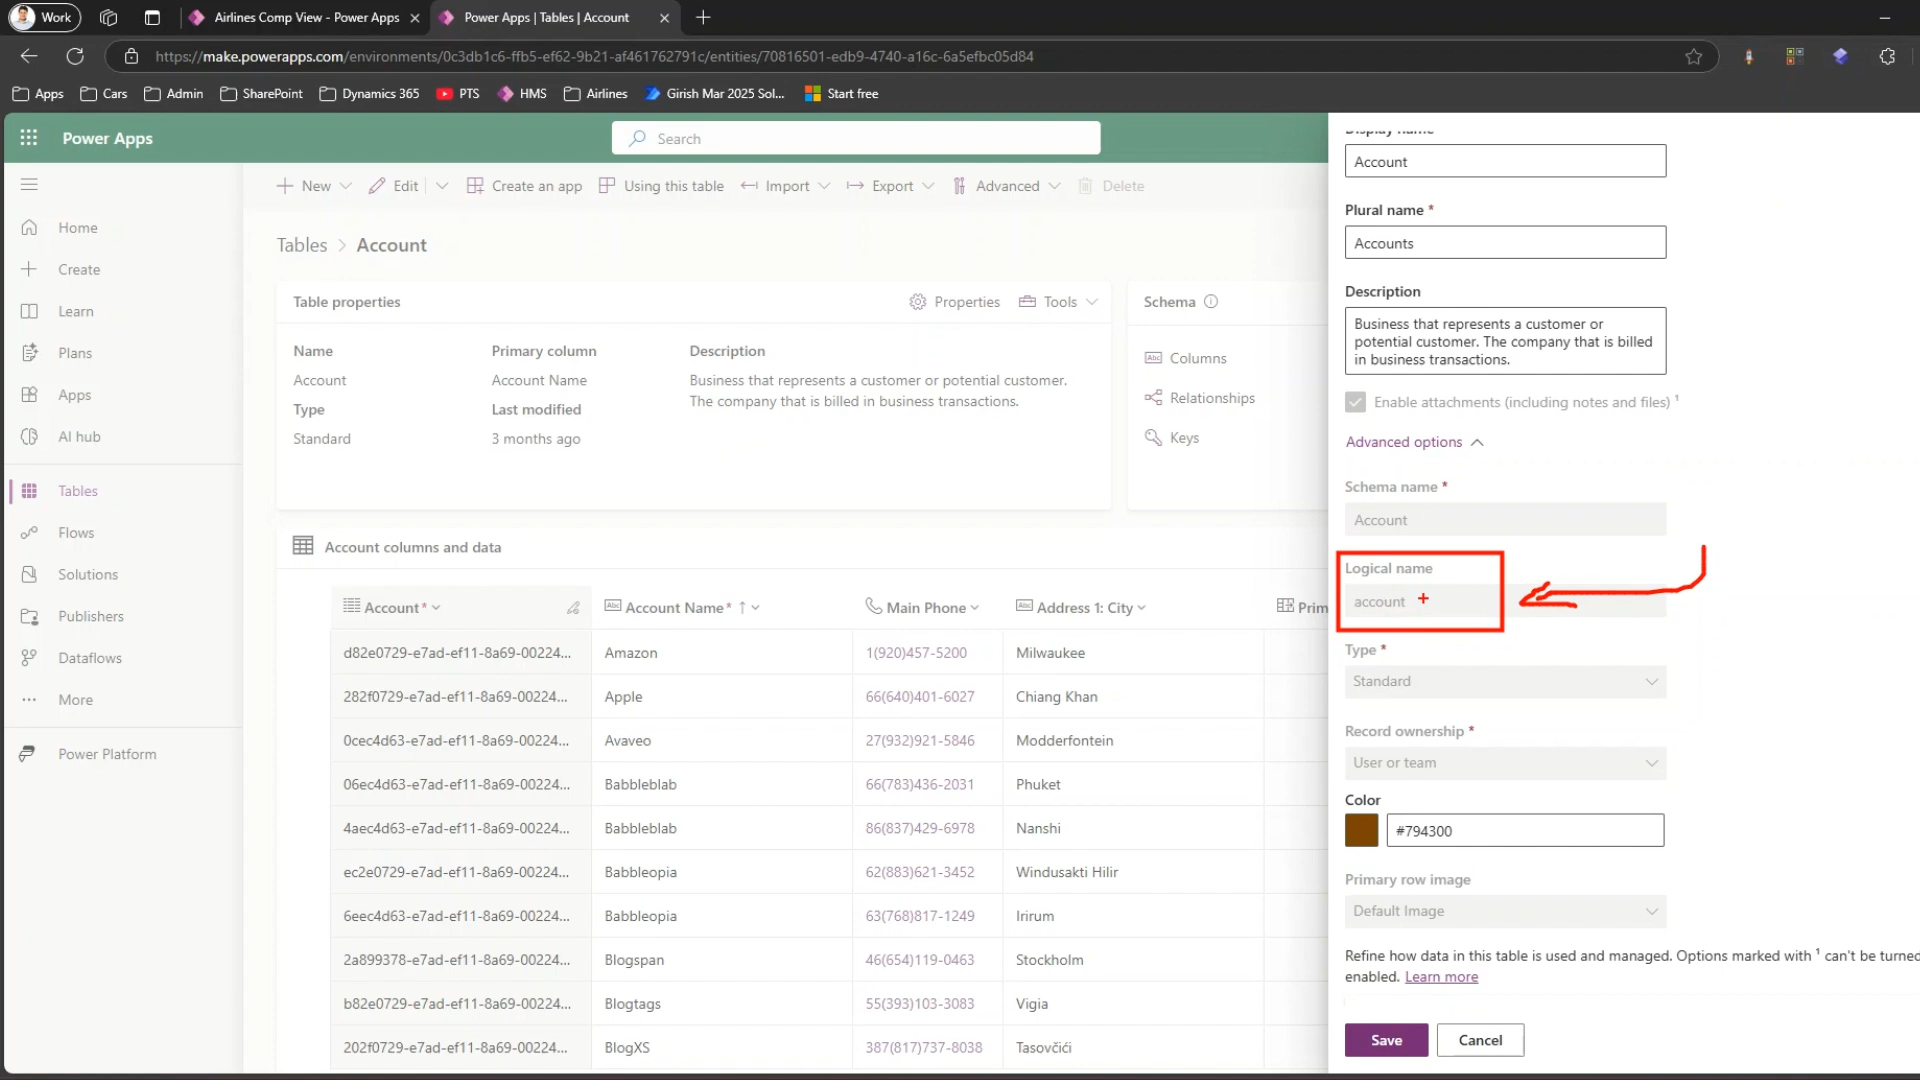 Work
Airlines Comp View - Power Apps
Power Apps | Tables | Account
https://make.powerapps.com/environments/0c3db1c6-ffb5-ef62-9b21-af461762791c/entities/70816501-edb9-4740-a16c-6a5efbc05d84
Apps
Cars
Admin
SharePoint
Dynamics 365
PTS
HMS
Airlines
Girish Mar 2025 Sol...
Start free
Power Apps
Search
New
Edit
Create an app
Using this table
Import
Export
Advanced
Delete
Home
Create
Learn
Plans
Apps
AI hub
Tables
Flows
Solutions
Publishers
Dataflows
More
Power Platform
Tables > Account
Table properties
Properties
Tools
Name
Primary column
Description
Account
Account Name
Business that represents a customer or potential customer.
The company that is billed in business transactions.
Type
Last modified
Standard
3 months ago
Schema
Columns
Relationships
Keys
Account columns and data
Account* Account Name* ↑ Main Phone Address 1: City Prim
d82e0729-e7ad-ef11-8a69-00224... Amazon 1(920)457-5200 Milwaukee
282f0729-e7ad-ef11-8a69-00224... Apple 66(640)401-6027 Chiang Khan
0cec4d63-e7ad-ef11-8a69-00224... Avaveo 27(932)921-5846 Modderfontein
06ec4d63-e7ad-ef11-8a69-00224... Babbleblab 66(783)436-2031 Phuket
4aec4d63-e7ad-ef11-8a69-00224... Babbleblab 86(837)429-6978 Nanshi
ec2e0729-e7ad-ef11-8a69-00224... Babbleopia 62(883)621-3452 Windusakti Hilir
6eec4d63-e7ad-ef11-8a69-00224... Babbleopia 63(768)817-1249 Irirum
2a899378-e7ad-ef11-8a69-00224... Blogspan 46(654)119-0463 Stockholm
b82e0729-e7ad-ef11-8a69-00224... Blogtags 55(393)103-3083 Vigia
202f0729-e7ad-ef11-8a69-00224... BlogXS 387(817)737-8038 Tasovčići
Display name
Account
Plural name *
Accounts
Description
Business that represents a customer or
potential customer. The company that is billed
in business transactions.
Enable attachments (including notes and files) ¹
Advanced options
Schema name *
Account
Logical name
account
Type *
Standard
Record ownership *
User or team
Color
#794300
Primary row image
Default Image
Refine how data in this table is used and managed. Options marked with ¹ can't be turned
enabled. Learn more
Save
Cancel